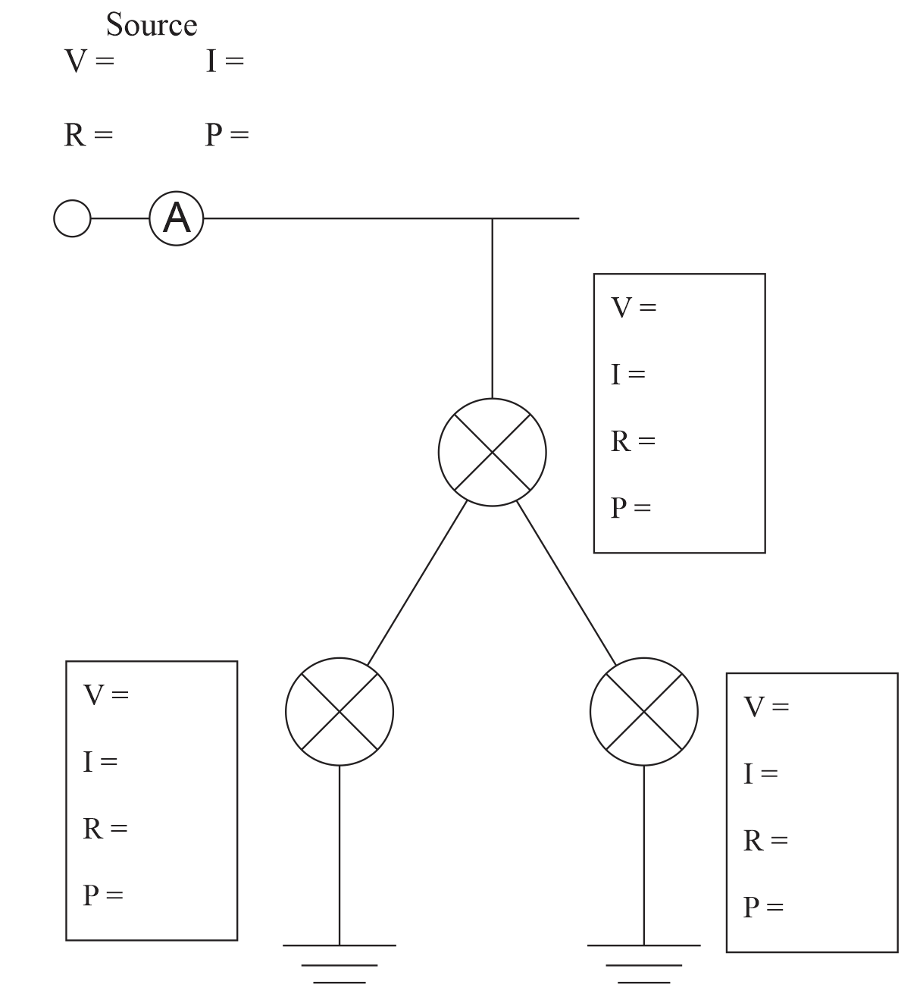 Source
V = I =
R = P =
A
V =
I =
R =
P =
V =
I =
R =
P =
V =
I =
R =
P =